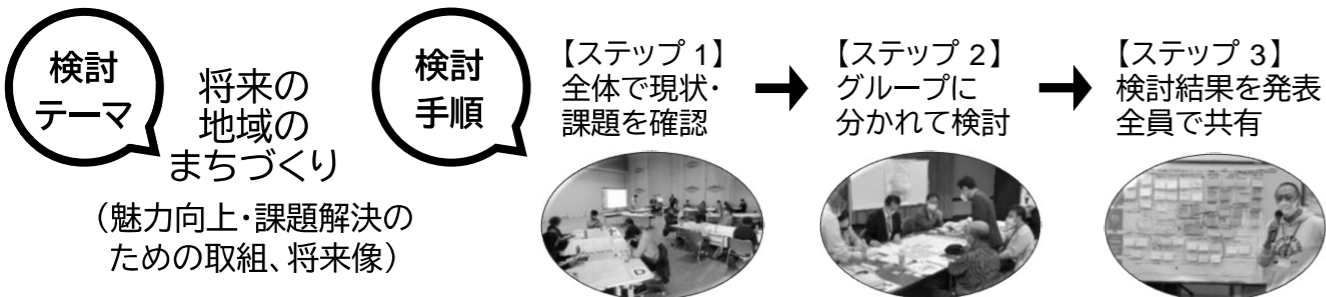 検討
テーマ
将来の
地域の
まちづくり
（魅力向上・課題解決の
ための取組、将来像）
検討
手順
【ステップ 1】
全体で現状・
課題を確認
【ステップ 2】
グループに
分かれて検討
【ステップ 3】
検討結果を発表
全員で共有